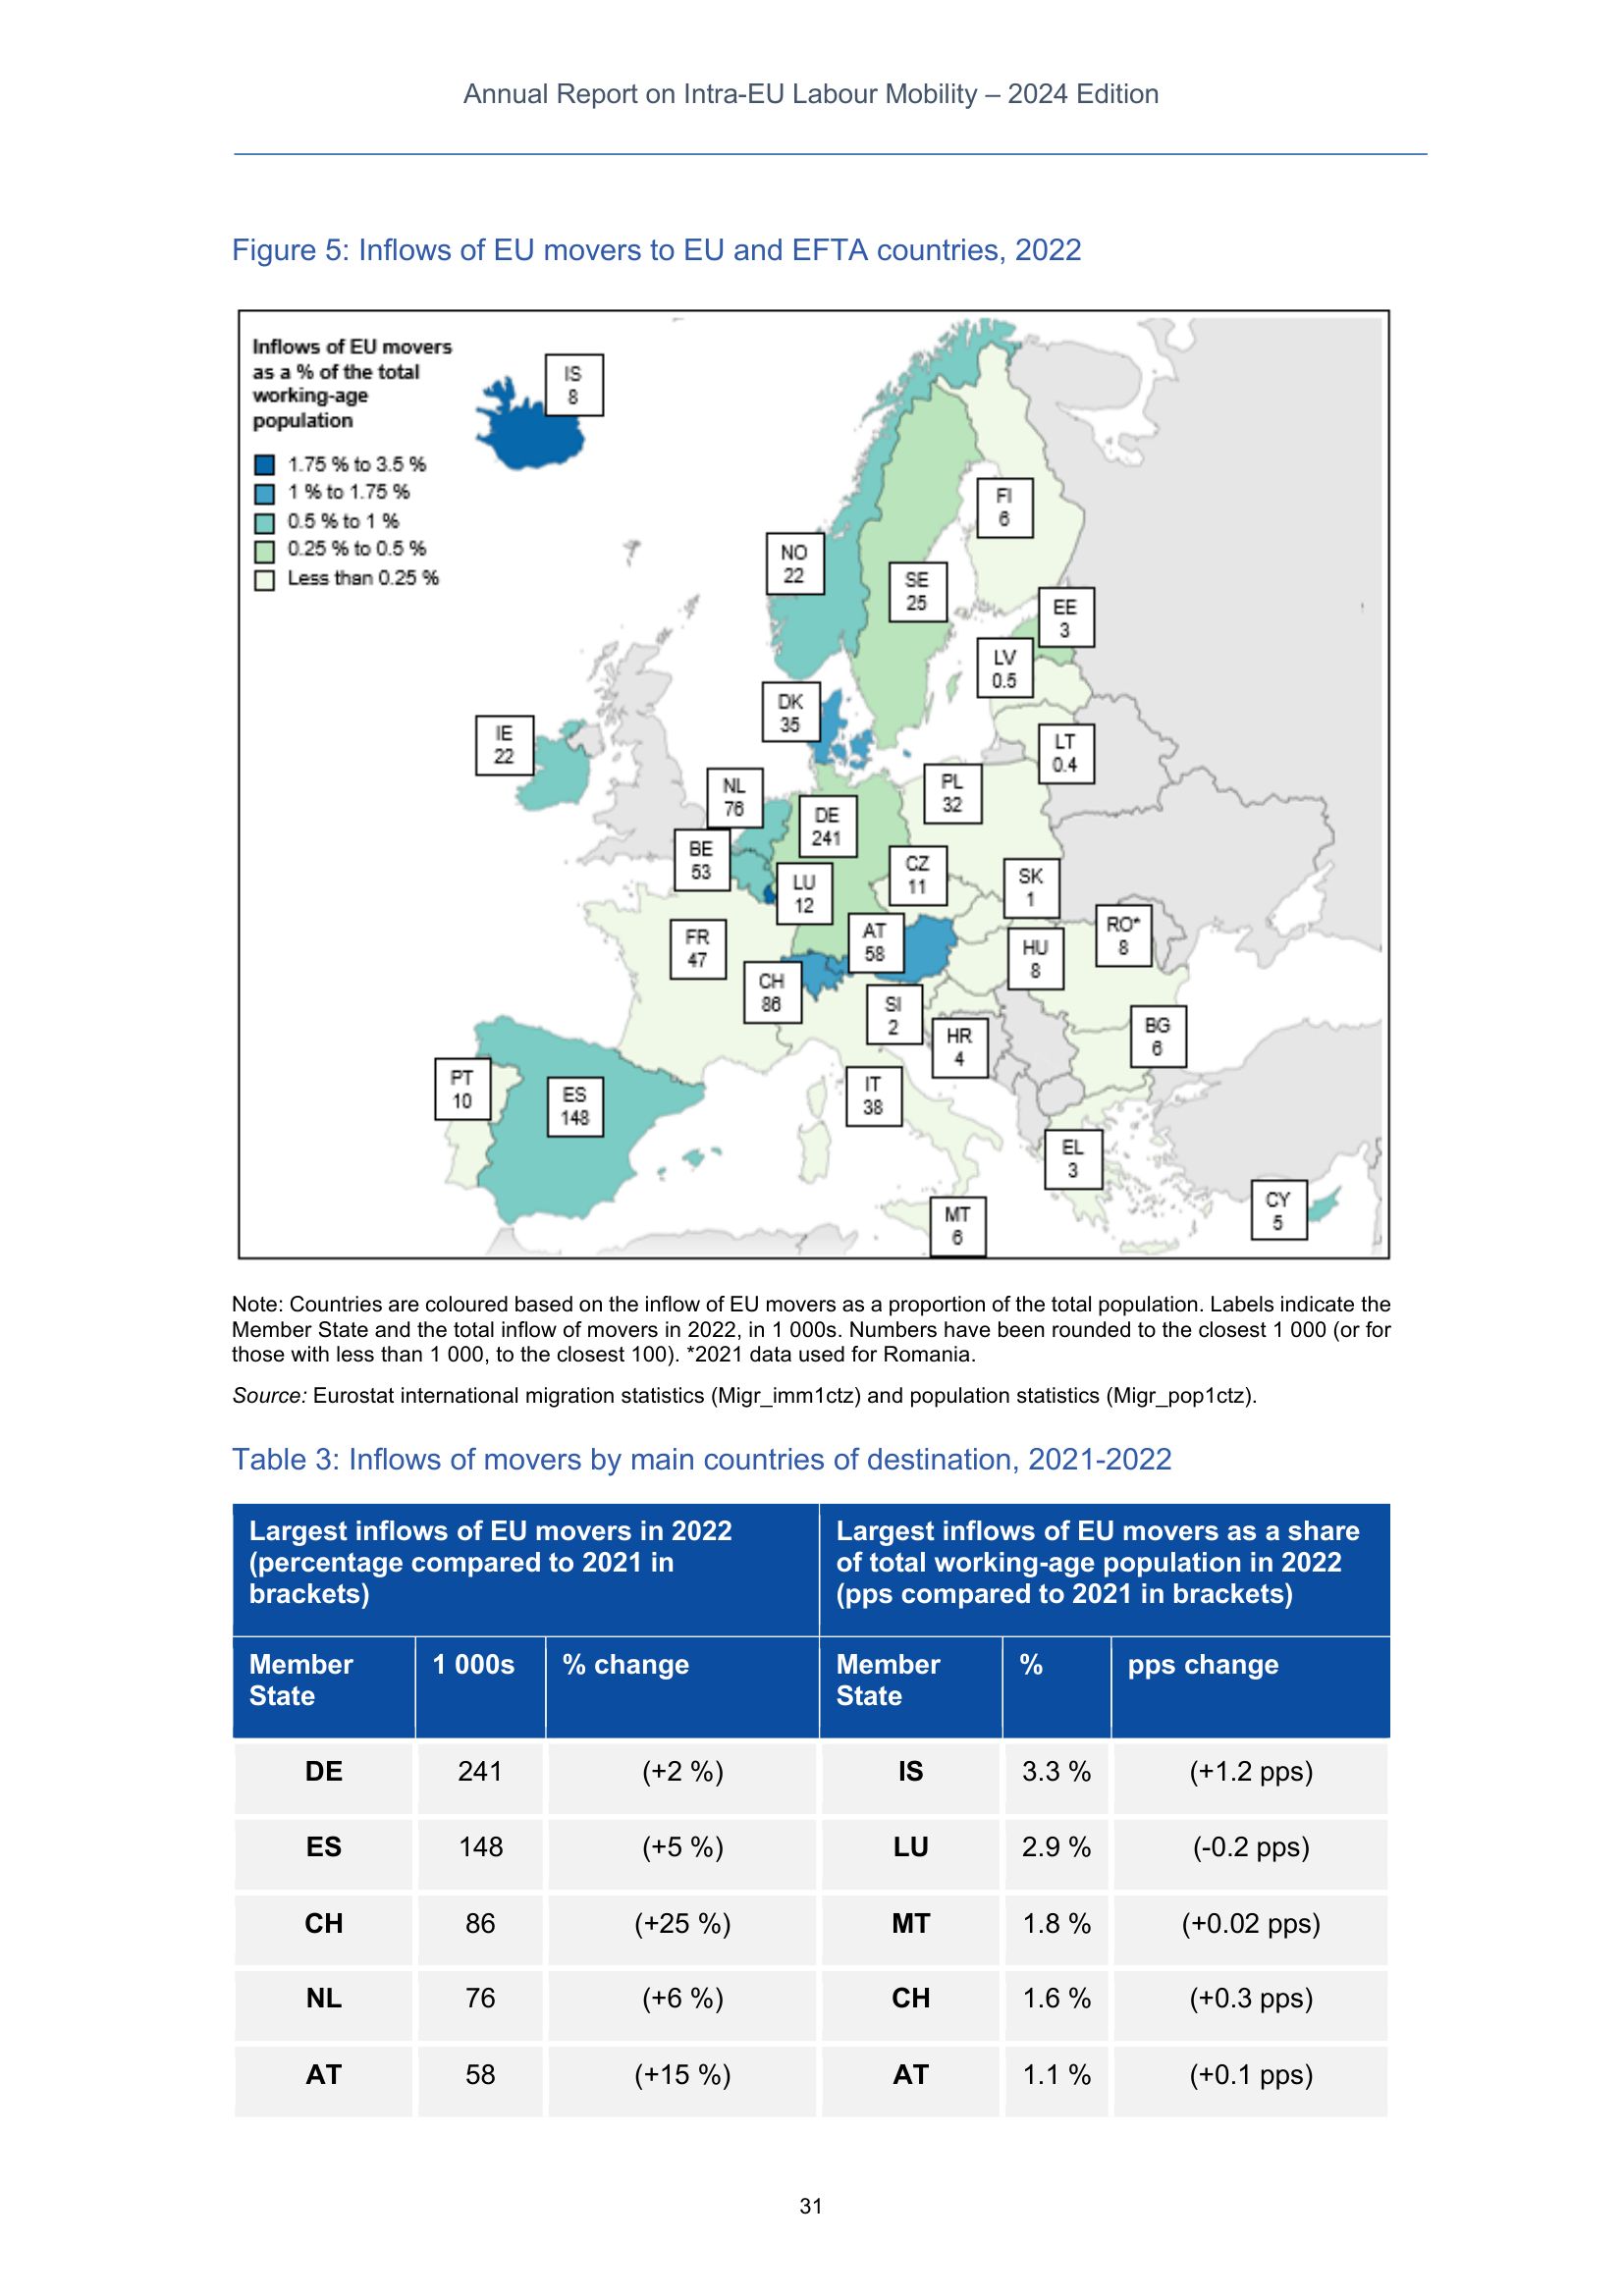 Annual Report on Intra-EU Labour Mobility – 2024 Edition
Figure 5: Inflows of EU movers to EU and EFTA countries, 2022
Inflows of EU movers
as a % of the total
working-age
population
1.75 % to 3.5 %
1 % to 1.75 %
0.5 % to 1 %
0.25 % to 0.5 %
Less than 0.25 %
IS
8
FI
6
NO
22
SE
25
EE
3
LV
0.5
DK
35
IE
22
LT
0.4
NL
76
PL
32
DE
241
BE
53
CZ
11
LU
12
SK
1
RO*
8
FR
47
AT
58
HU
8
CH
86
SI
2
HR
4
BG
6
PT
10
ES
148
IT
38
EL
3
CY
5
MT
6
Note: Countries are coloured based on the inflow of EU movers as a proportion of the total population. Labels indicate the
Member State and the total inflow of movers in 2022, in 1 000s. Numbers have been rounded to the closest 1 000 (or for
those with less than 1 000, to the closest 100). *2021 data used for Romania.
Source: Eurostat international migration statistics (Migr_imm1ctz) and population statistics (Migr_pop1ctz).
Table 3: Inflows of movers by main countries of destination, 2021-2022
Largest inflows of EU movers in 2022
(percentage compared to 2021 in
brackets)
Largest inflows of EU movers as a share
of total working-age population in 2022
(pps compared to 2021 in brackets)
Member
State
1 000s
% change
Member
State
%
pps change
DE 241 (+2 %) IS 3.3 % (+1.2 pps)
ES 148 (+5 %) LU 2.9 % (-0.2 pps)
CH 86 (+25 %) MT 1.8 % (+0.02 pps)
NL 76 (+6 %) CH 1.6 % (+0.3 pps)
AT 58 (+15 %) AT 1.1 % (+0.1 pps)
31